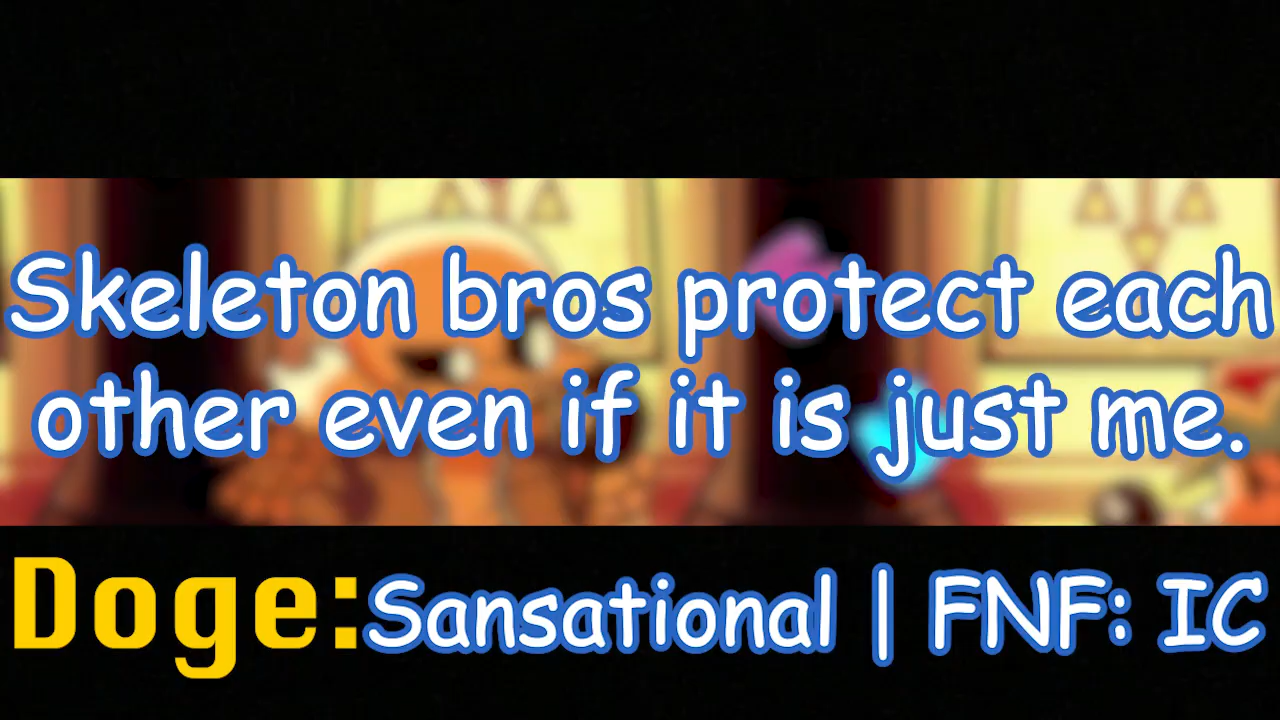 Skeleton bros protect each
other even if it is just me.
Doge: Sansational | FNF: IC